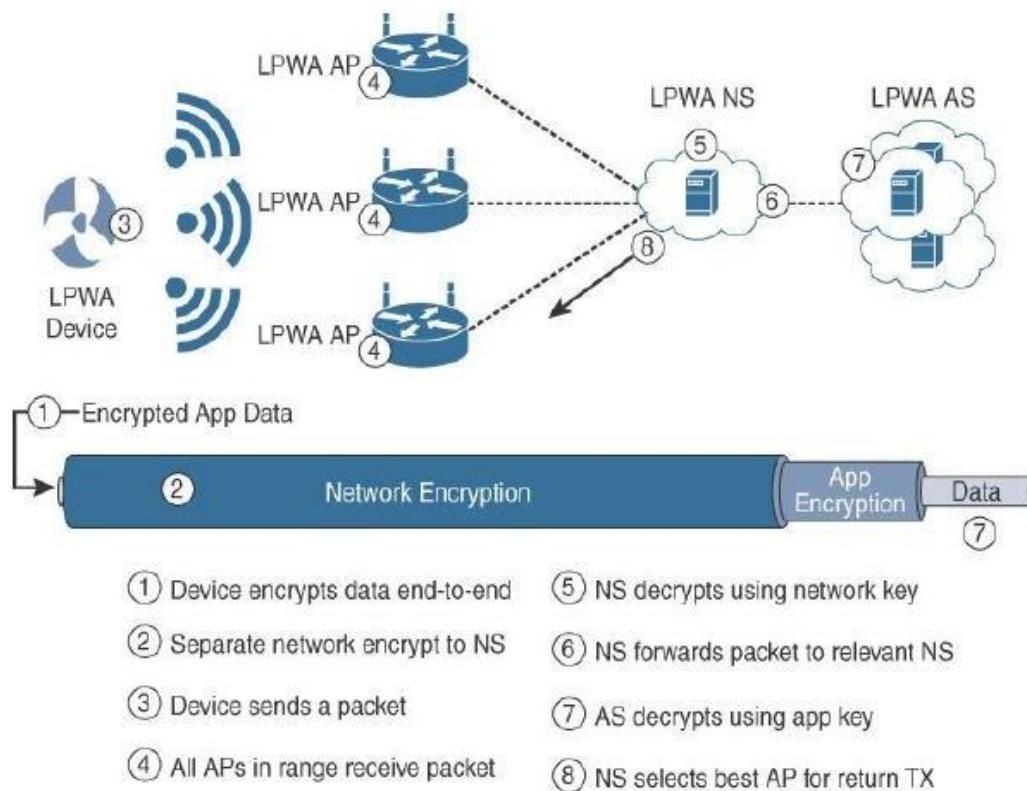 LPWA AP
④
LPWA NS
LPWA AS
⑤
⑦
LPWA AP
④
③
⑥
⑧
LPWA
Device
LPWA AP
④
① Encrypted App Data
② Network Encryption
App
Encryption
Data
⑦
① Device encrypts data end-to-end
② Separate network encrypt to NS
③ Device sends a packet
④ All APs in range receive packet
⑤ NS decrypts using network key
⑥ NS forwards packet to relevant NS
⑦ AS decrypts using app key
⑧ NS selects best AP for return TX